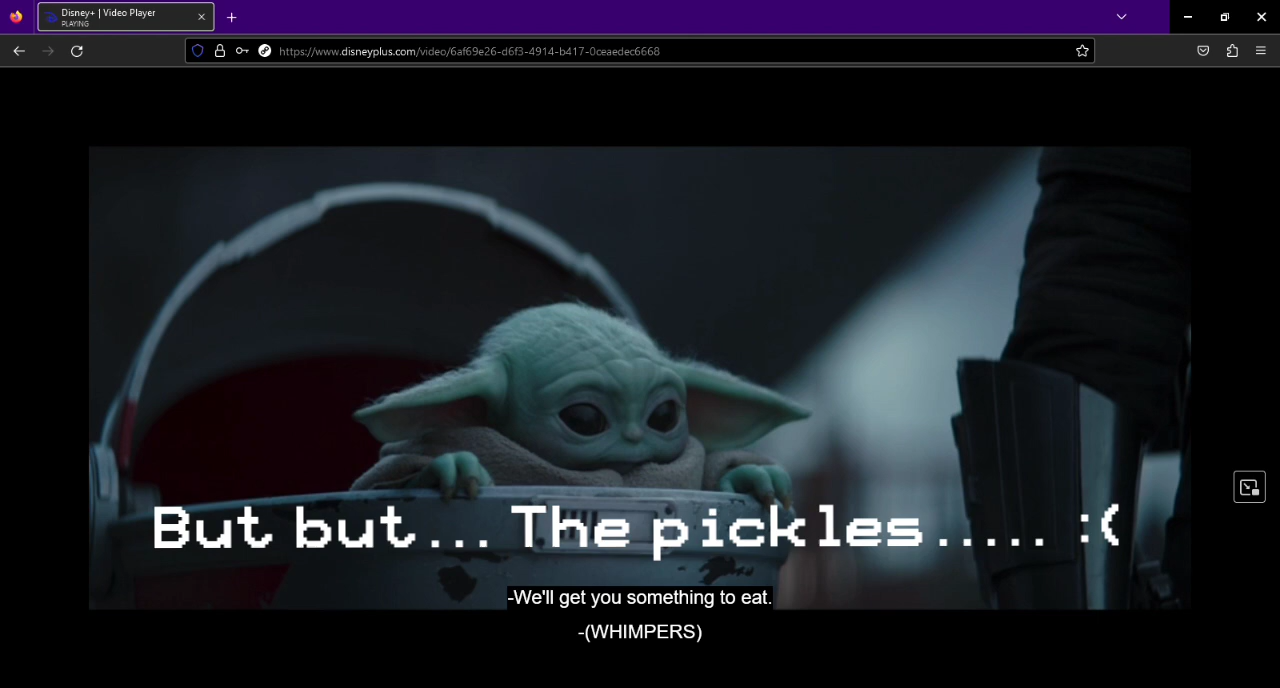 Disney+ | Video Player
PLAYING
https://www.disneyplus.com/video/6af69e26-d6f3-4914-b417-0ceaedec6668
But but... The pickles..... :(
-We'll get you something to eat.
-(WHIMPERS)